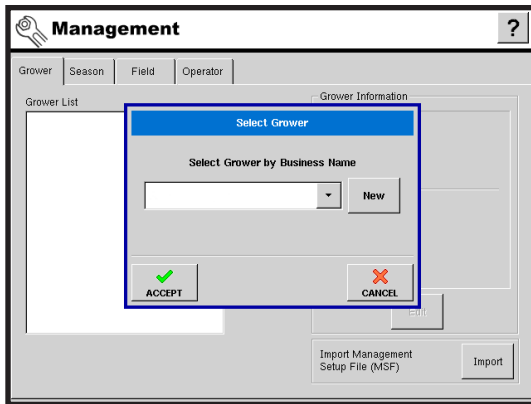 Management
?
Grower
Season
Field
Operator
Grower List
Grower Information
Select Grower
Select Grower by Business Name
New
ACCEPT
CANCEL
Edit
Import Management
Setup File (MSF)
Import